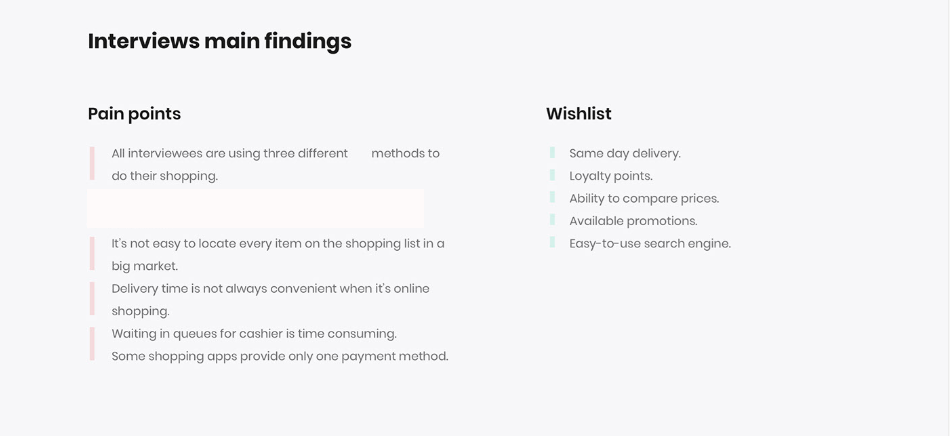 Interviews main findings
Pain points
All interviewees are using three different methods to
do their shopping.
It's not easy to locate every item on the shopping list in a
big market.
Delivery time is not always convenient when it's online
shopping.
Waiting in queues for cashier is time consuming.
Some shopping apps provide only one payment method.
Wishlist
Same day delivery.
Loyalty points.
Ability to compare prices.
Available promotions.
Easy-to-use search engine.